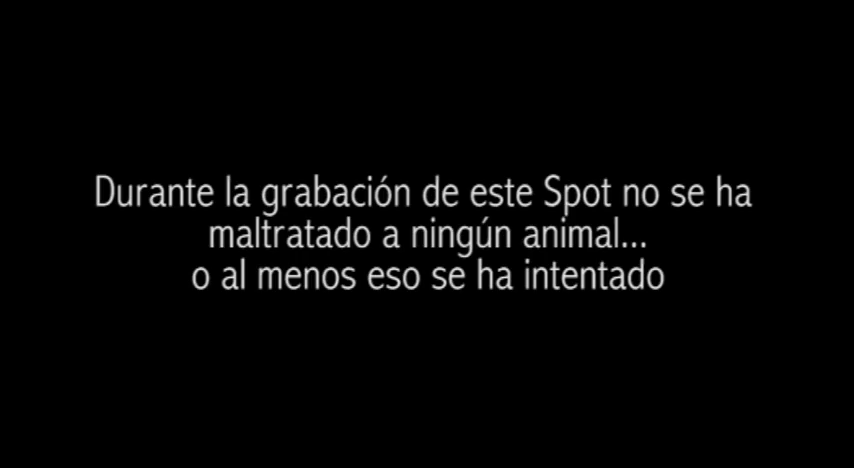 Durante la grabación de este Spot no se ha
maltratado a ningún animal...
o al menos eso se ha intentado